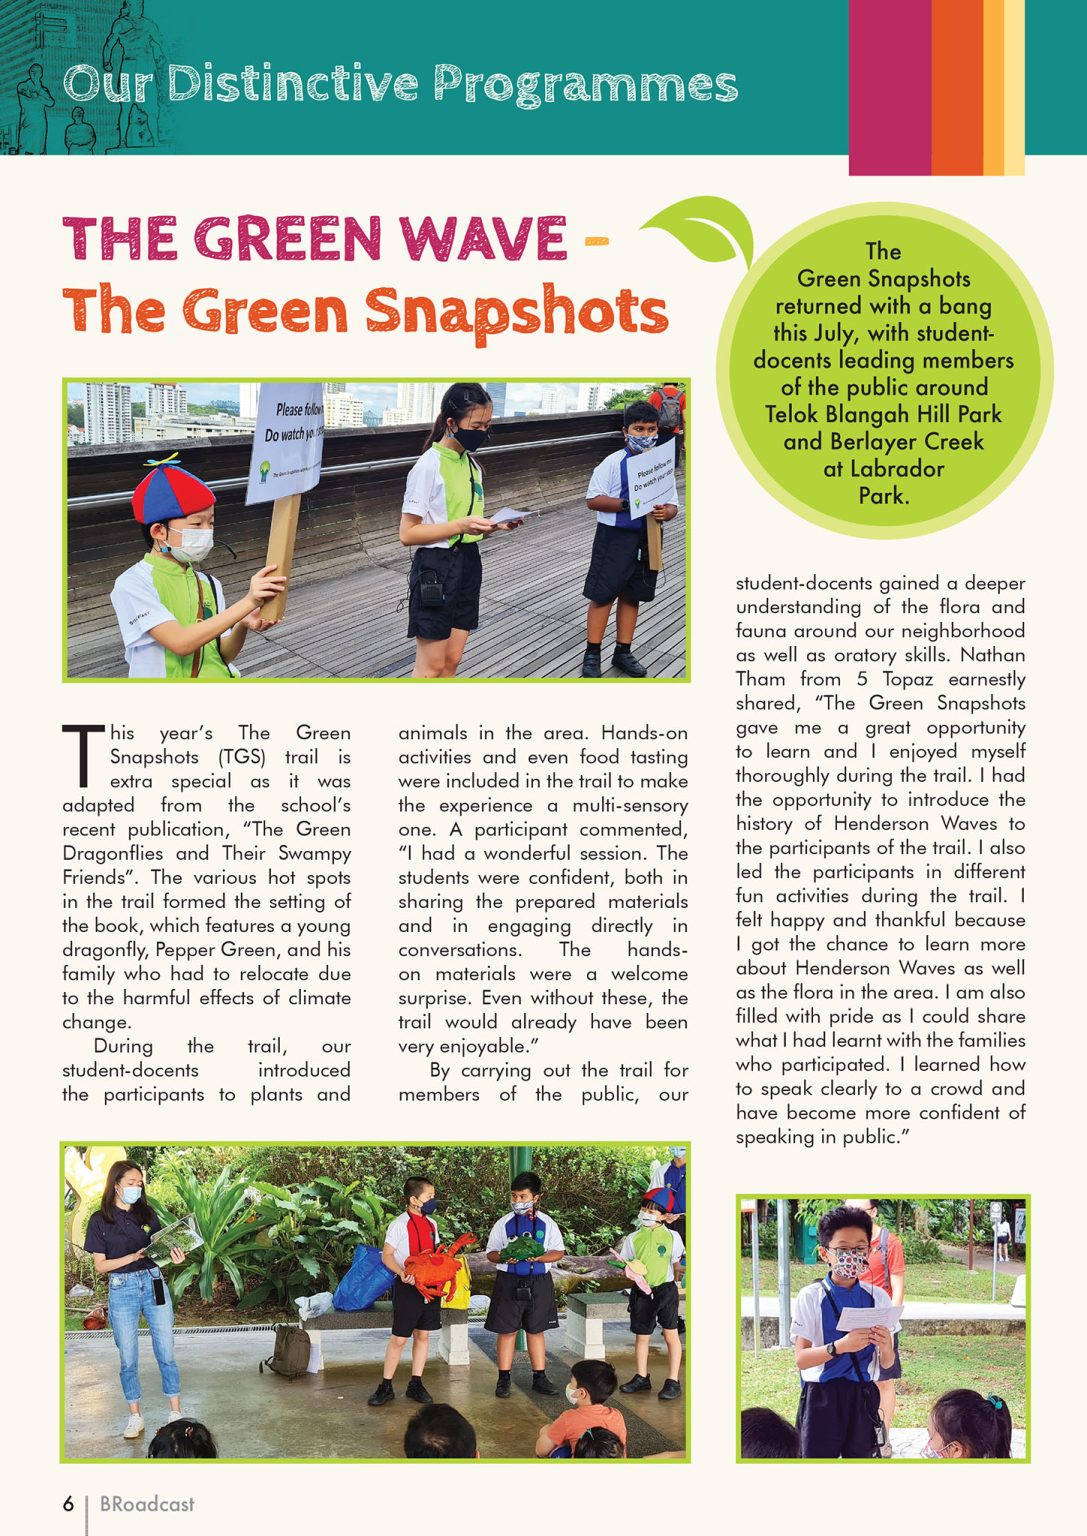 Our Distinctive Programmes
THE GREEN WAVE –
The Green Snapshots
The
Green Snapshots
returned with a bang
this July, with student-
docents leading members
of the public around
Telok Blangah Hill Park
and Berlayer Creek
at Labrador
Park.
Please follow
Do watch you
Please follow me
Do watch your step
This year’s The Green
Snapshots (TGS) trail is
extra special as it was
adapted from the school’s
recent publication, “The Green
Dragonflies and Their Swampy
Friends”. The various hot spots
in the trail formed the setting of
the book, which features a young
dragonfly, Pepper Green, and his
family who had to relocate due
to the harmful effects of climate
change.
During the trail, our
student-docents introduced
the participants to plants and
animals in the area. Hands-on
activities and even food tasting
were included in the trail to make
the experience a multi-sensory
one. A participant commented,
“I had a wonderful session. The
students were confident, both in
sharing the prepared materials
and in engaging directly in
conversations. The hands-
on materials were a welcome
surprise. Even without these, the
trail would already have been
very enjoyable.”
By carrying out the trail for
members of the public, our
student-docents gained a deeper
understanding of the flora and
fauna around our neighborhood
as well as oratory skills. Nathan
Tham from 5 Topaz earnestly
shared, “The Green Snapshots
gave me a great opportunity
to learn and I enjoyed myself
thoroughly during the trail. I had
the opportunity to introduce the
history of Henderson Waves to
the participants of the trail. I also
led the participants in different
fun activities during the trail. I
felt happy and thankful because
I got the chance to learn more
about Henderson Waves as well
as the flora in the area. I am also
filled with pride as I could share
what I had learnt with the families
who participated. I learned how
to speak clearly to a crowd and
have become more confident of
speaking in public.”
6
BRoadcast